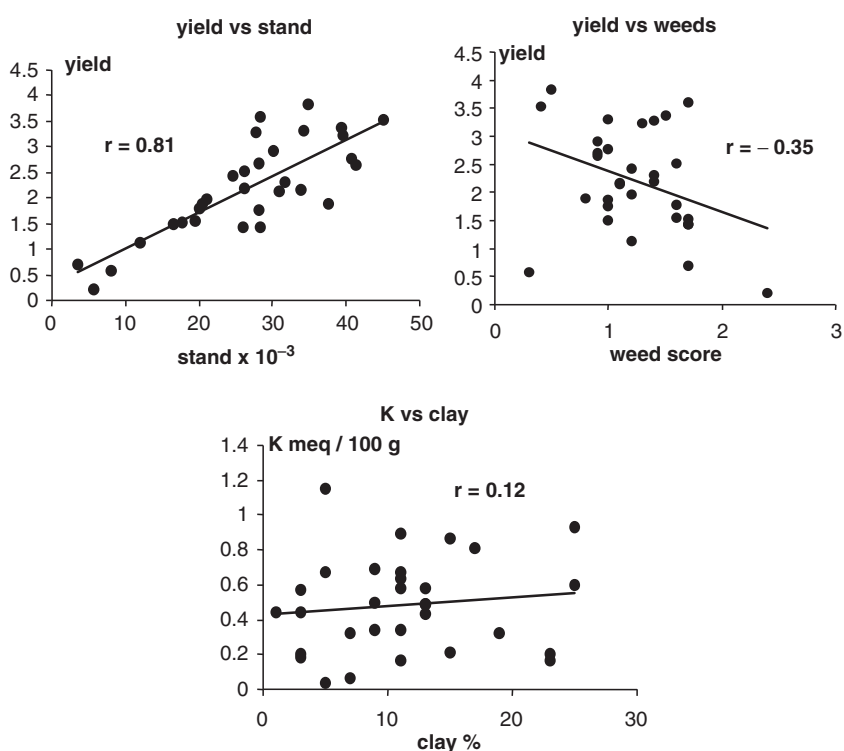 yield vs stand
yield
4.5
4
3.5
3
2.5
2
1.5
1
0.5
0
r = 0.81
0 10 20 30 40 50
stand x 10⁻³
yield vs weeds
yield
4.5
4
3.5
3
2.5
2
1.5
1
0.5
0
r = – 0.35
0 1 2 3
weed score
K vs clay
K meq / 100 g
1.4
1.2
1
0.8
0.6
0.4
0.2
0
r = 0.12
0 10 20 30
clay %